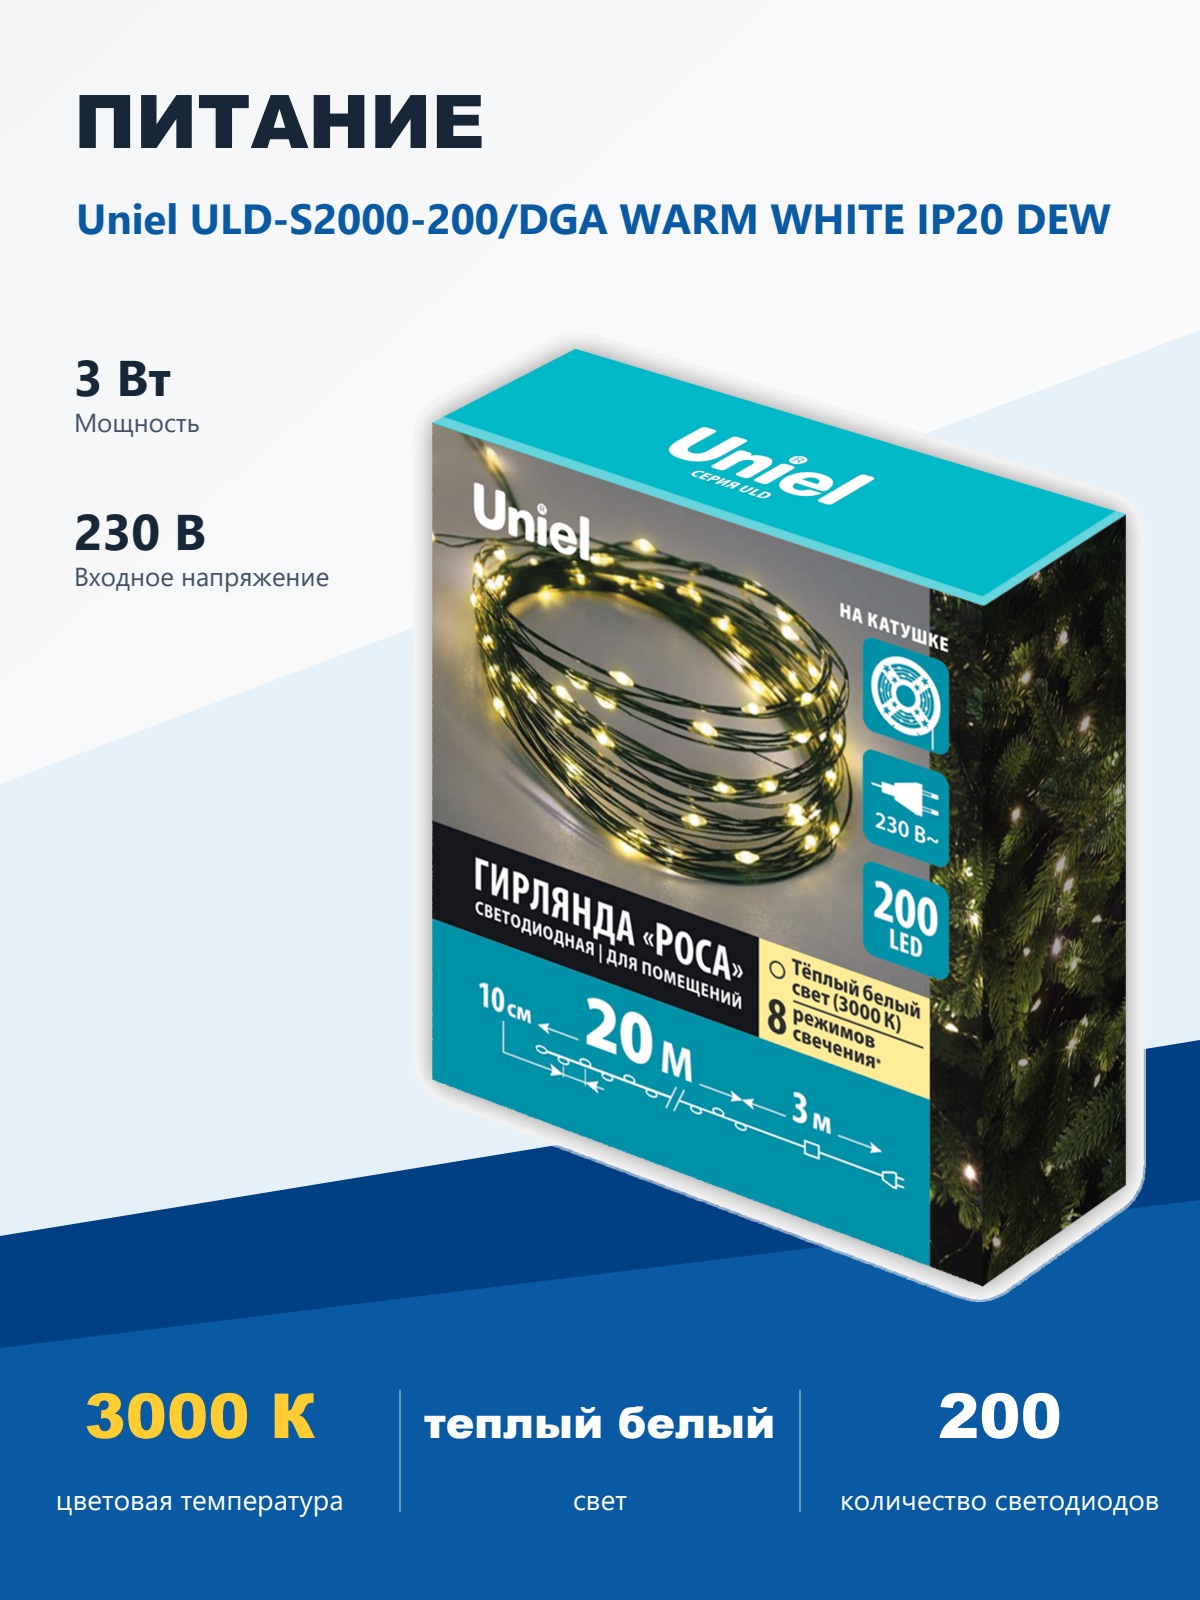 ПИТАНИЕ
Uniel ULD-S2000-200/DGA WARM WHITE IP20 DEW
3 Вт
Мощность
230 В
Входное напряжение
Uniel®
СЕРИЯ ULD
Uniel®
НА КАТУШКЕ
230 В~
200
LED
ГИРЛЯНДА «РОСА»
СВЕТОДИОДНАЯ | ДЛЯ ПОМЕЩЕНИЙ
Тёплый белый
свет (3000 К)
8 режимов
свечения*
10 см
20 м
3 м
3000 К
цветовая температура
теплый белый
свет
200
количество светодиодов